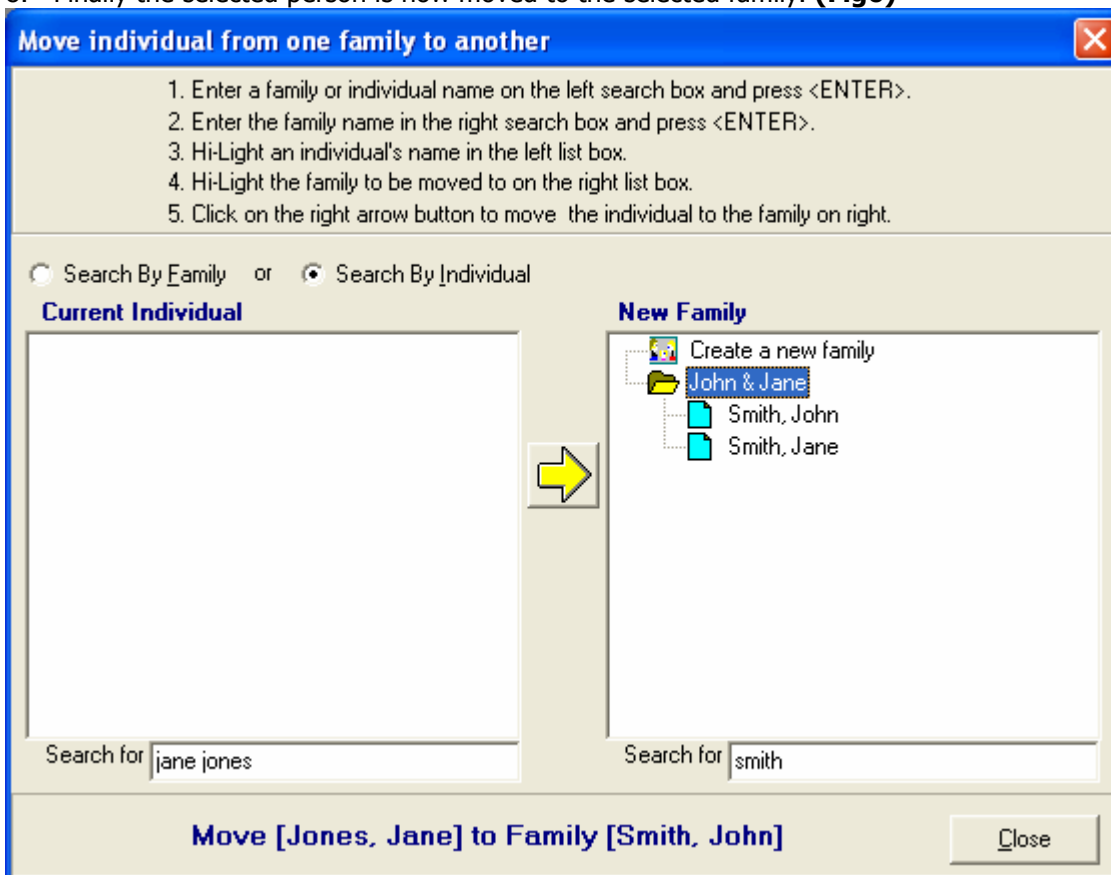 Finally the selected person is now moved to the selected family.
Move individual from one family to another
1. Enter a family or individual name on the left search box and press <ENTER>.
2. Enter the family name in the right search box and press <ENTER>.
3. Hi-Light an individual's name in the left list box.
4. Hi-Light the family to be moved to on the right list box.
5. Click on the right arrow button to move  the individual to the family on right.
Search By Family or Search By Individual
Current Individual
New Family
Create a new family
John & Jane
Smith, John
Smith, Jane
Search for jane jones
Search for smith
Move [Jones, Jane] to Family [Smith, John]
Close